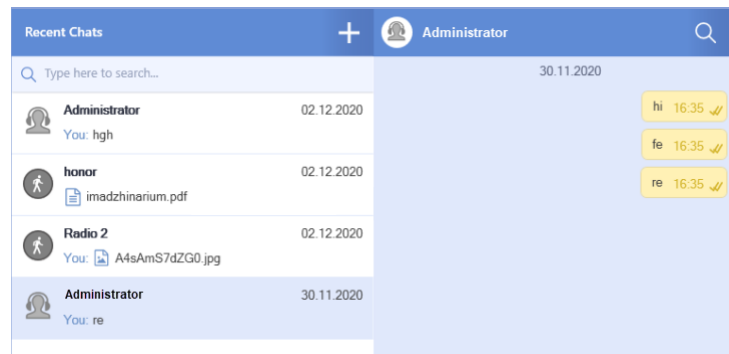 Recent Chats
Type here to search...
Administrator 02.12.2020
You: hgh
honor 02.12.2020
imadzhinarium.pdf
Radio 2 02.12.2020
You: A4sAmS7dZG0.jpg
Administrator 30.11.2020
You: re
Administrator
30.11.2020
hi 16:35
fe 16:35
re 16:35